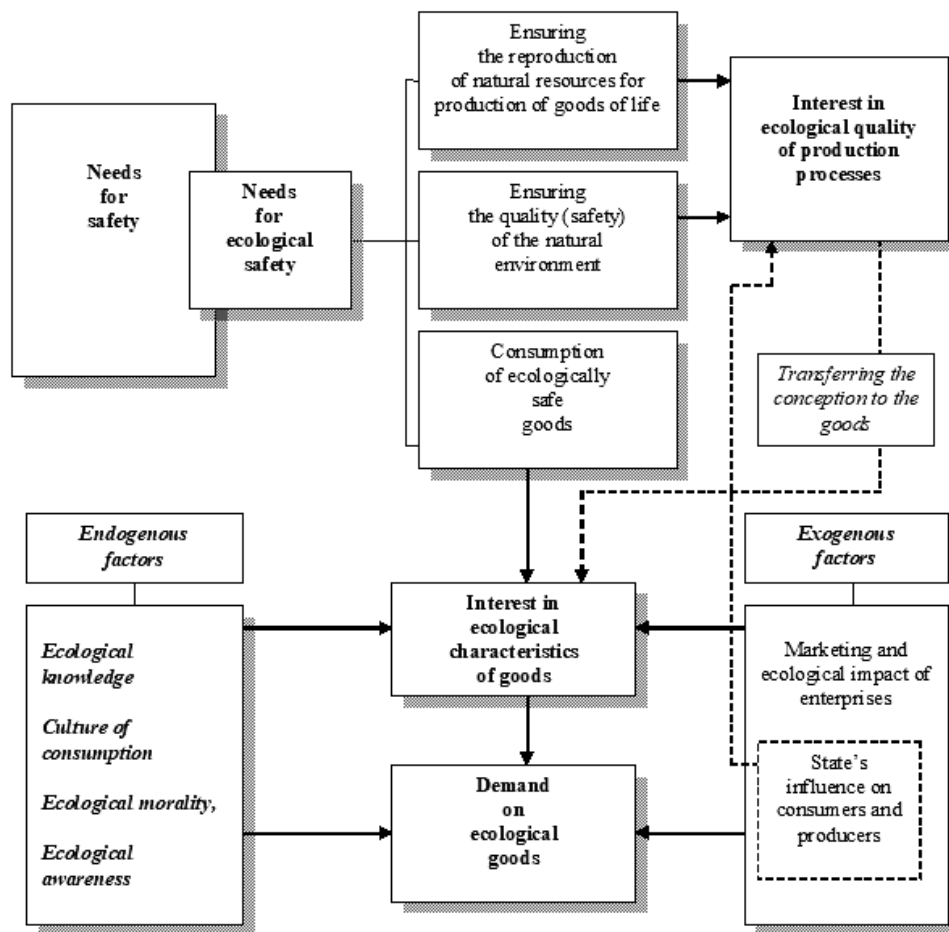 Ensuring
the reproduction
of natural resources for
production of goods of life
Interest in
ecological quality
of production
processes
Needs
for
safety
Needs
for
ecological
safety
Ensuring
the quality (safety)
of the natural
environment
Consumption
of ecologically
safe
goods
Transferring the
conception to the
goods
Endogenous
factors
Exogenous
factors
Interest in
ecological
characteristics
of goods
Ecological
knowledge
Culture of
consumption
Ecological morality,
Ecological
awareness
Marketing and
ecological impact of
enterprises
State's
influence on
consumers and
producers
Demand
on
ecological
goods